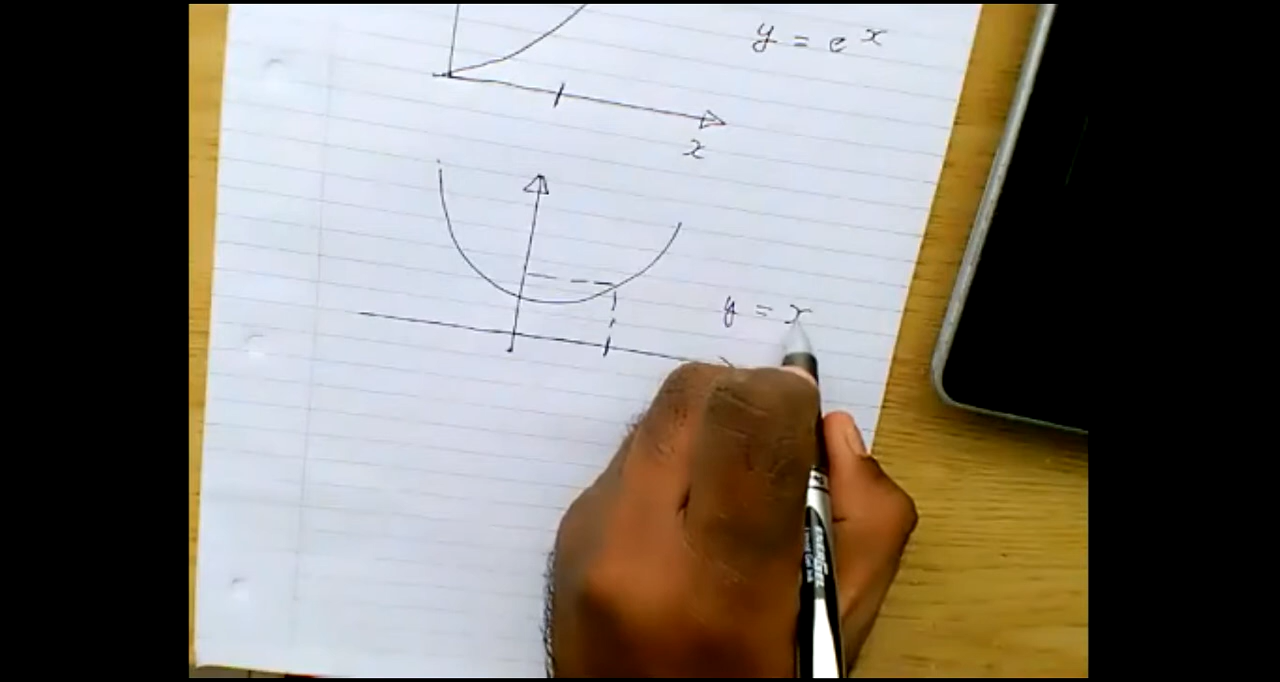 y = e^x
x
y = x